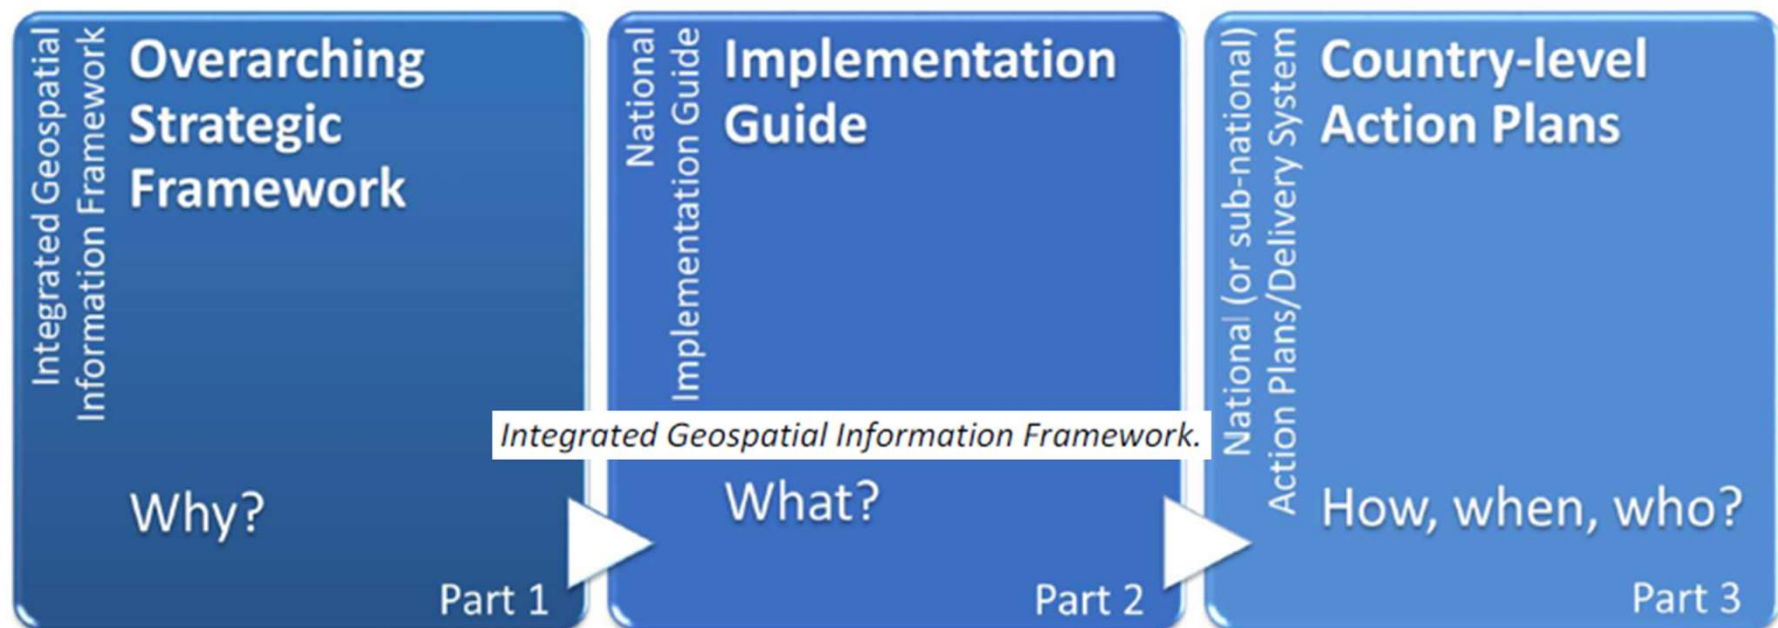 Integrated Geospatial
Information Framework
Overarching
Strategic
Framework
Why?
Part 1
National
Implementation Guide
Implementation
Guide
What?
Part 2
National (or sub-national)
Action Plans/Delivery System
Country-level
Action Plans
How, when, who?
Part 3
Integrated Geospatial Information Framework.